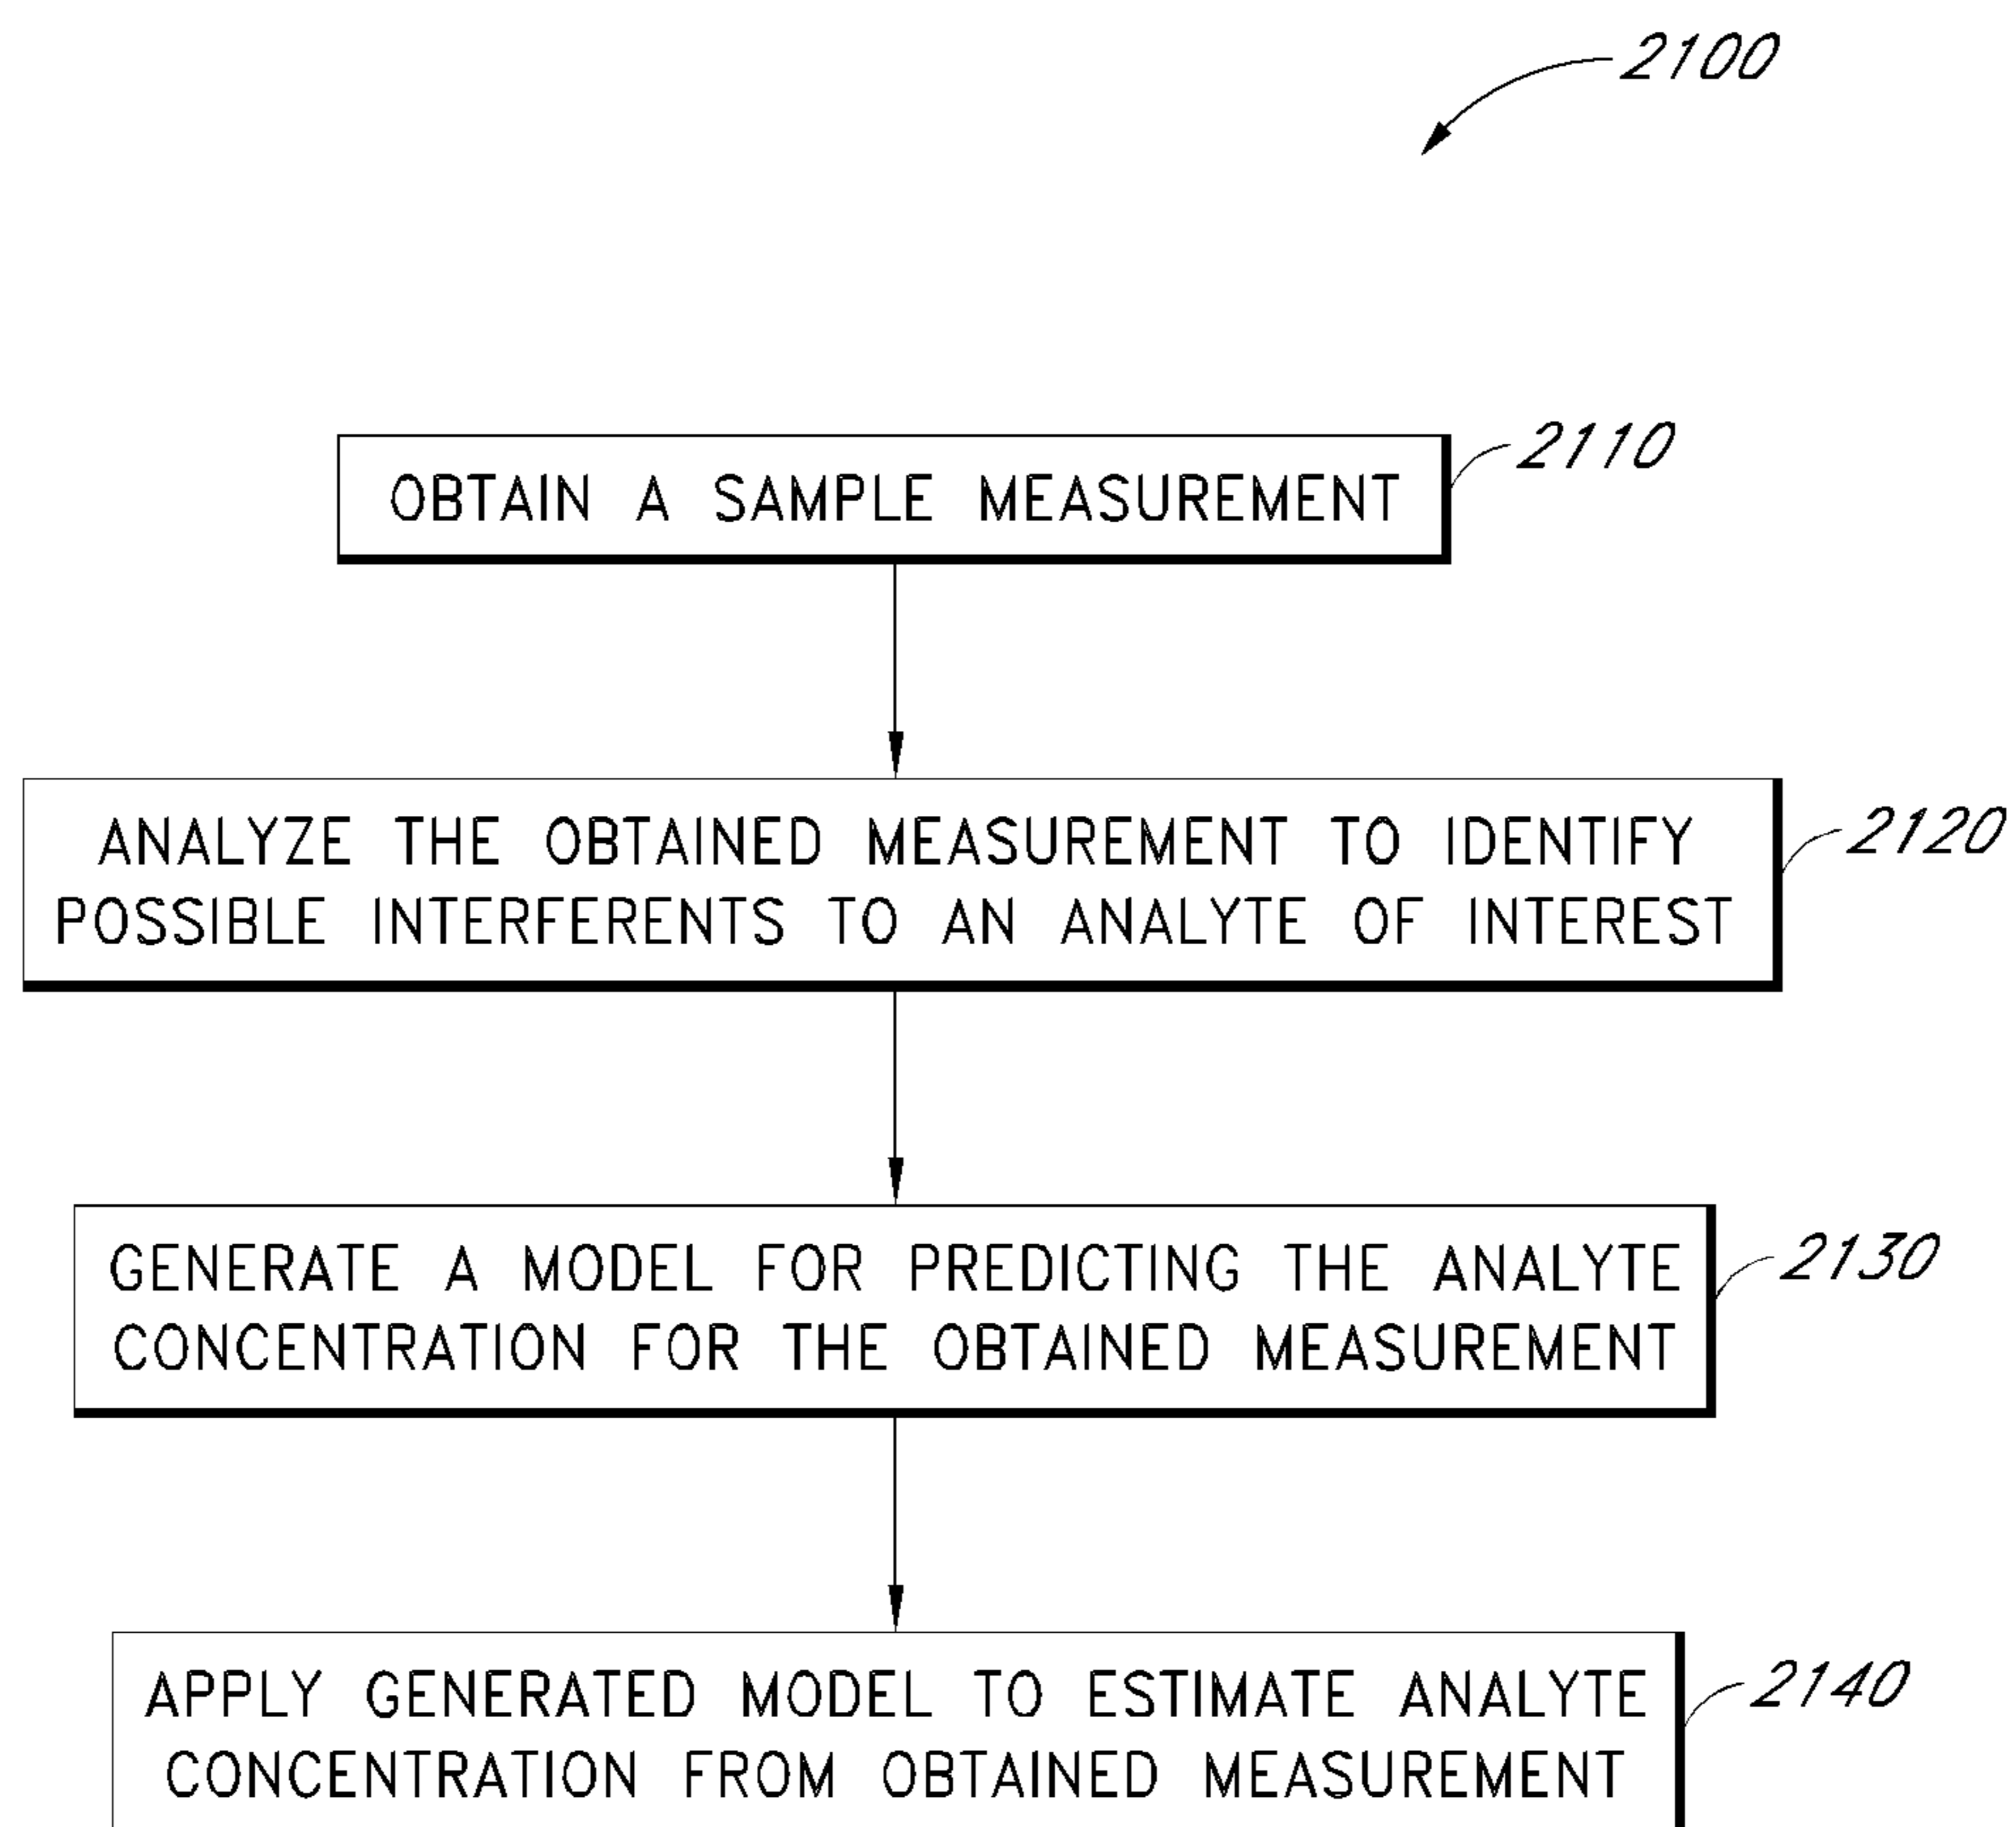 2100
OBTAIN A SAMPLE MEASUREMENT
2110
ANALYZE THE OBTAINED MEASUREMENT TO IDENTIFY
POSSIBLE INTERFERENTS TO AN ANALYTE OF INTEREST
2120
GENERATE A MODEL FOR PREDICTING THE ANALYTE
CONCENTRATION FOR THE OBTAINED MEASUREMENT
2130
APPLY GENERATED MODEL TO ESTIMATE ANALYTE
CONCENTRATION FROM OBTAINED MEASUREMENT
2140